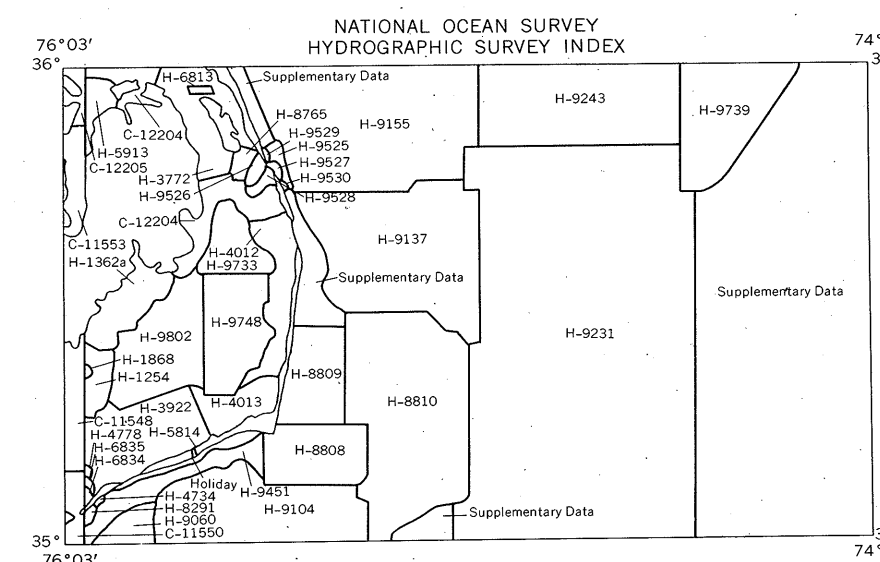 NATIONAL OCEAN SURVEY
HYDROGRAPHIC SURVEY INDEX
76°03′
74°
36°
3
H-6813
Supplementary Data
H-9243
H-9739
H-8765
H-9155
C-12204
H-9529
H-9525
H-5913
H-9527
C-12205
H-3772
H-9530
H-9526
H-9528
C-12204
C-11553
H-4012
H-9137
H-1362a
H-9733
Supplementary Data
Supplementary Data
H-9748
H-9802
H-9231
H-1868
H-1254
H-8809
H-3922
H-4013
H-8810
C-11548
H-4778
H-5814
H-6835
H-8808
H-6834
Holiday
H-9451
H-4734
H-8291
H-9104
H-9060
Supplementary Data
C-11550
35°
3
76°03′
74°